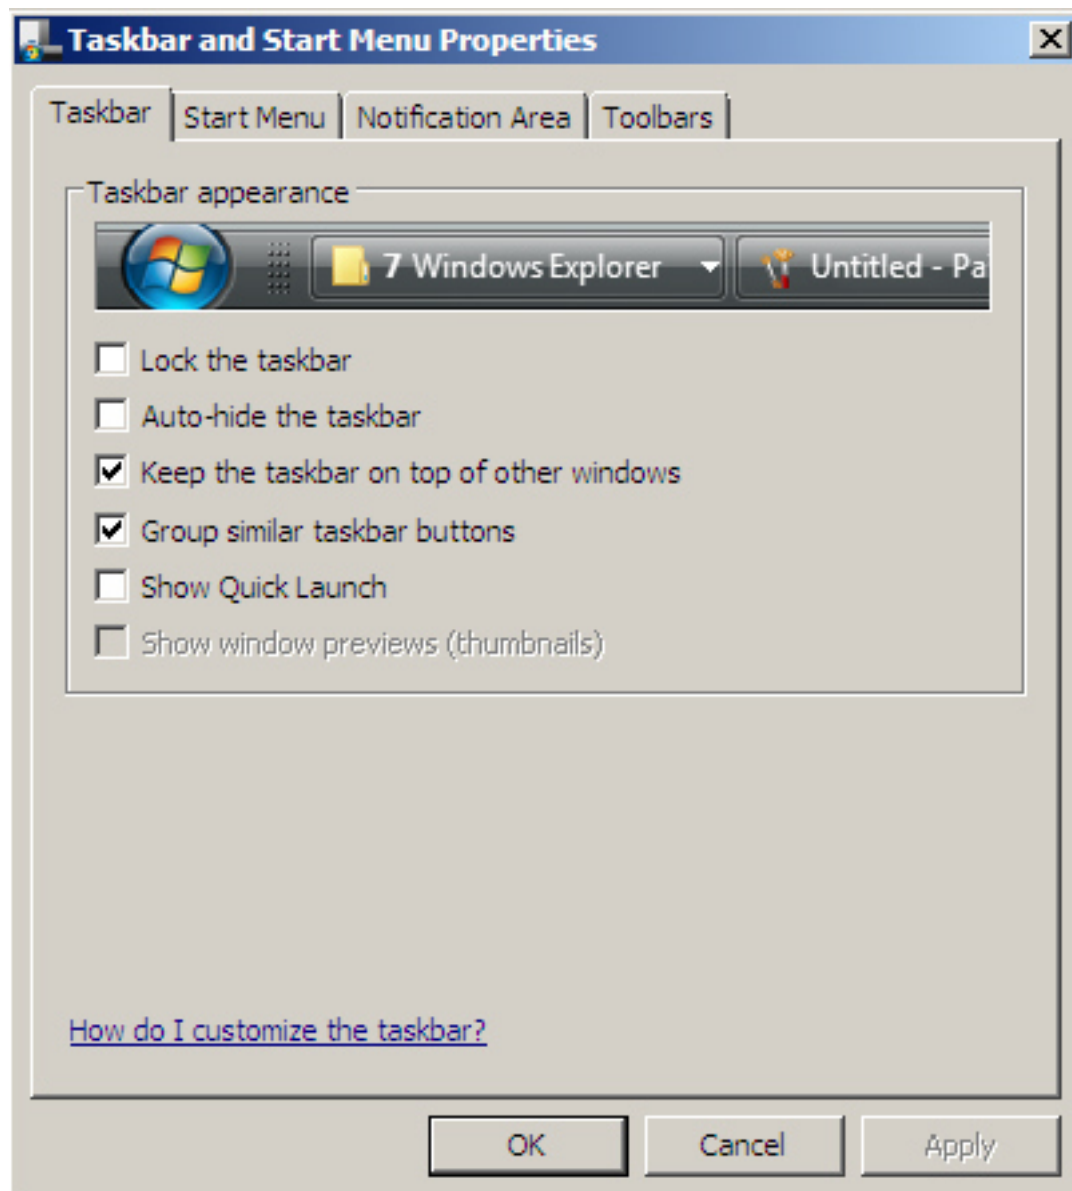 Taskbar and Start Menu Properties
Taskbar Start Menu Notification Area Toolbars
Taskbar appearance
7 Windows Explorer Untitled - Pa
Lock the taskbar
Auto-hide the taskbar
Keep the taskbar on top of other windows
Group similar taskbar buttons
Show Quick Launch
Show window previews (thumbnails)
How do I customize the taskbar?
OK Cancel Apply